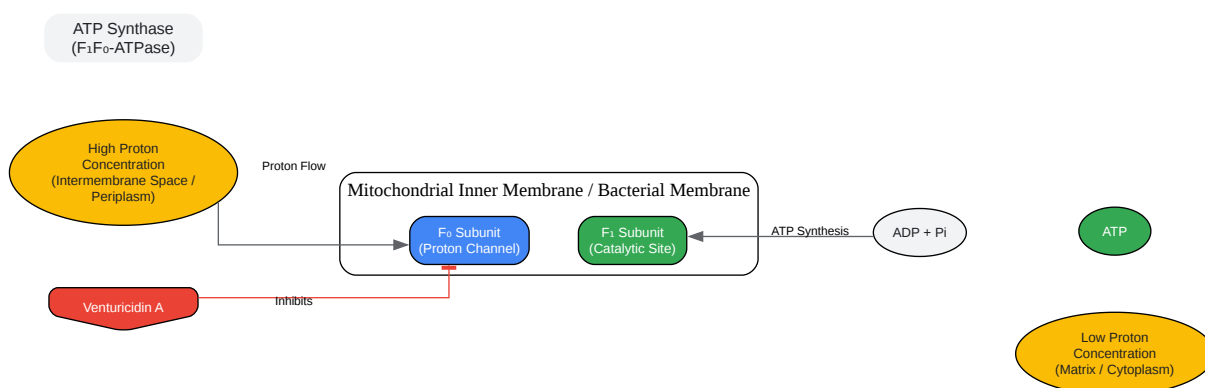 ATP Synthase
(F₁F₀-ATPase)
High Proton
Concentration
(Intermembrane Space /
Periplasm)
Proton Flow
Mitochondrial Inner Membrane / Bacterial Membrane
F₀ Subunit
(Proton Channel)
F₁ Subunit
(Catalytic Site)
ATP Synthesis
ADP + Pi
ATP
Venturicidin A
Inhibits
Low Proton
Concentration
(Matrix / Cytoplasm)